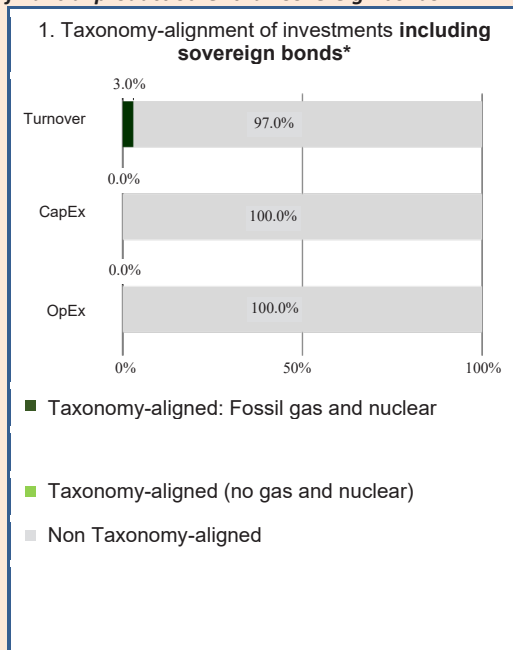 1. Taxonomy-alignment of investments including
sovereign bonds*
3.0%
Turnover
97.0%
0.0%
CapEx
100.0%
0.0%
OpEx
100.0%
0%
50%
100%
Taxonomy-aligned: Fossil gas and nuclear
Taxonomy-aligned (no gas and nuclear)
Non Taxonomy-aligned